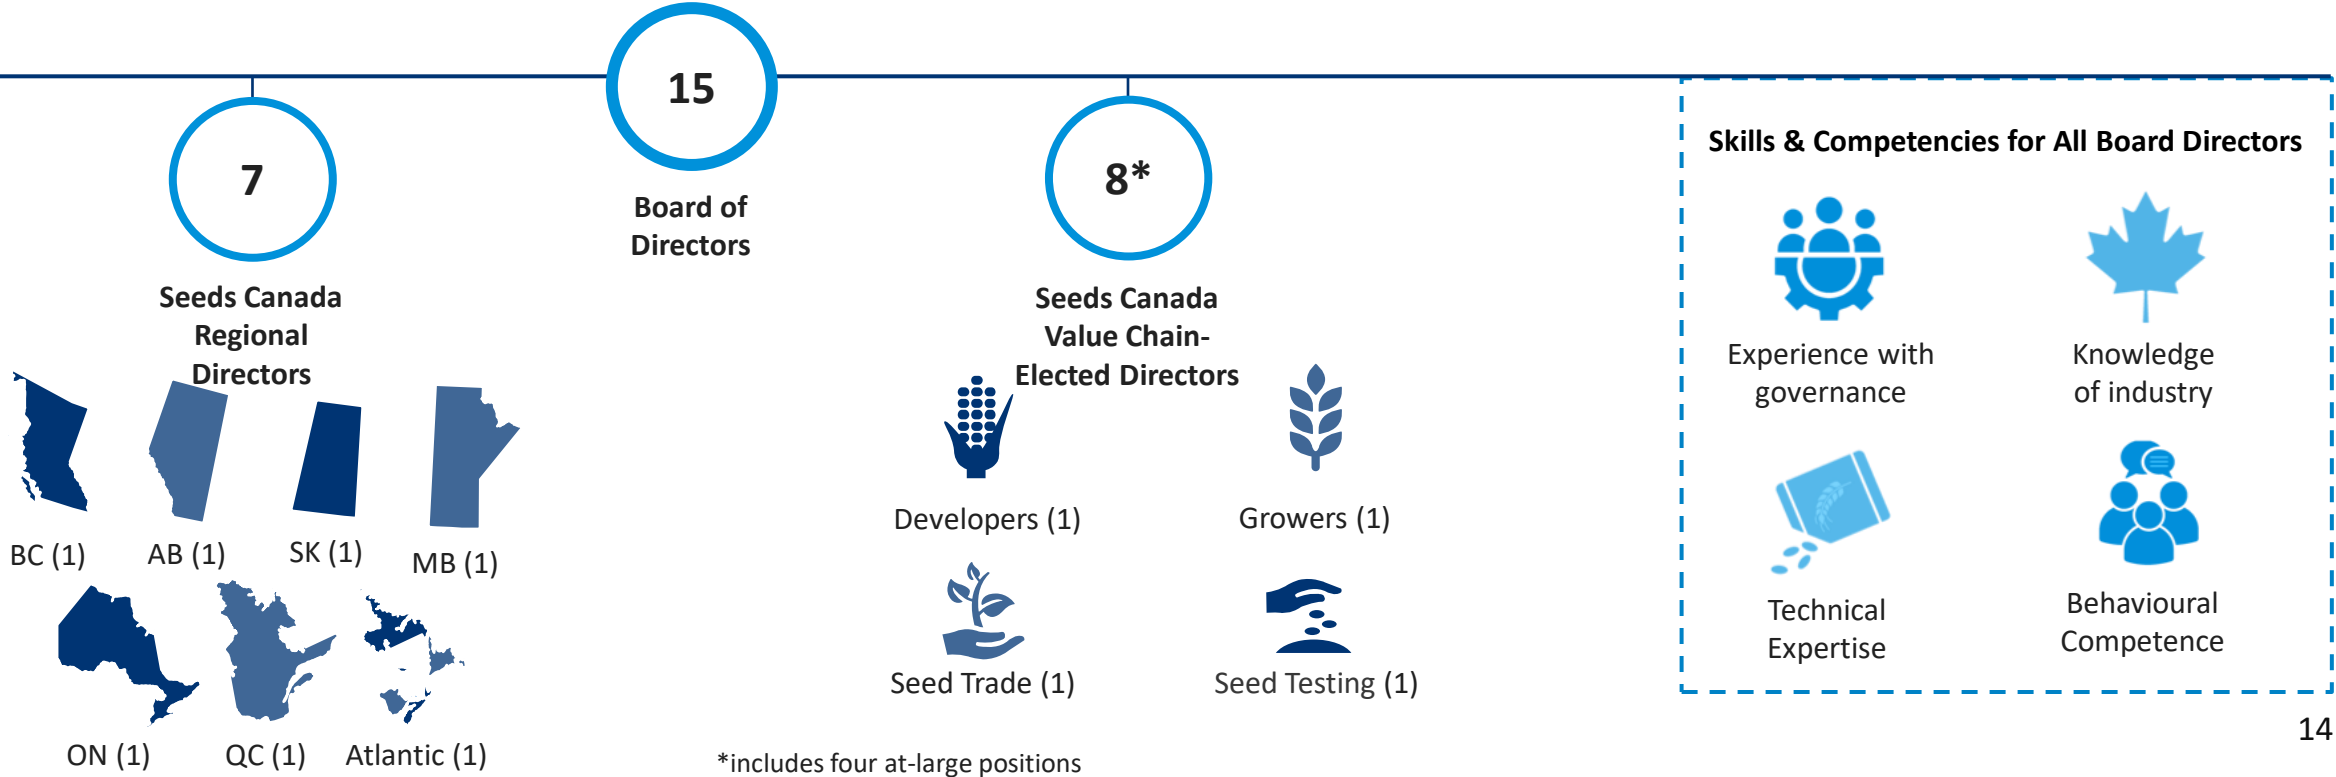 15
Board of
Directors
7
Seeds Canada
Regional
Directors
BC (1)
AB (1)
SK (1)
MB (1)
ON (1)
QC (1)
Atlantic (1)
8*
Seeds Canada
Value Chain-
Elected Directors
Developers (1)
Growers (1)
Seed Trade (1)
Seed Testing (1)
*includes four at-large positions
Skills & Competencies for All Board Directors
Experience with
governance
Knowledge
of industry
Technical
Expertise
Behavioural
Competence
14